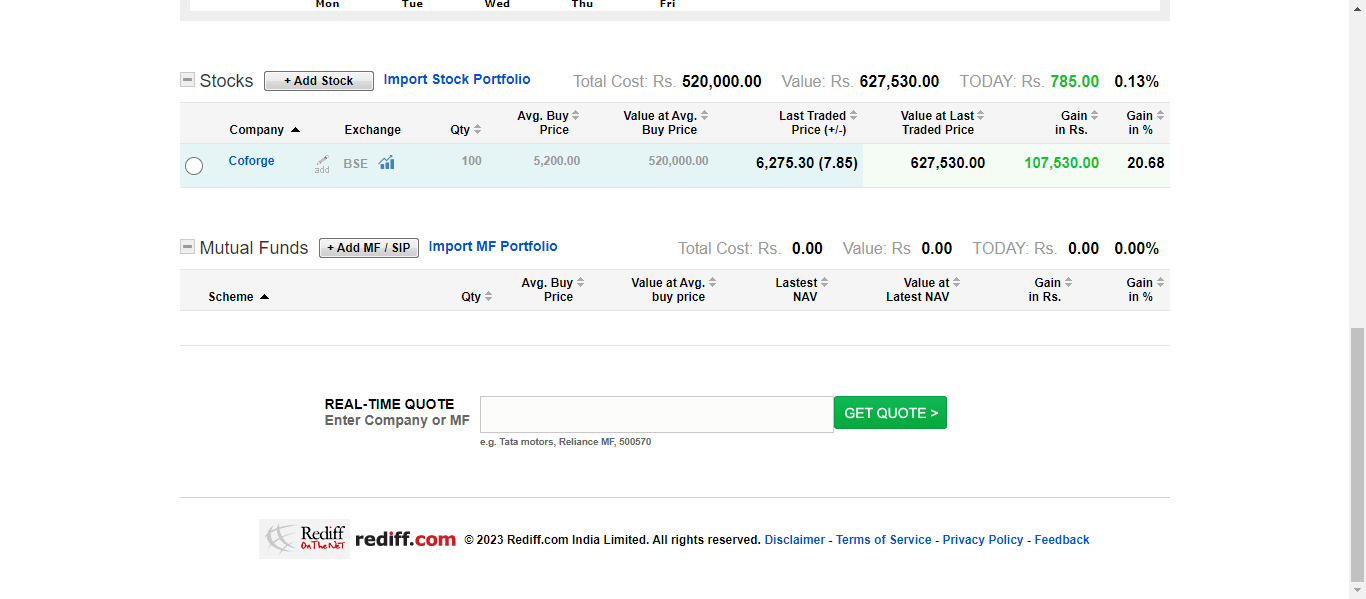 Mon Tue Wed Thu Fri
Stocks + Add Stock Import Stock Portfolio Total Cost: Rs. 520,000.00 Value: Rs. 627,530.00 TODAY: Rs. 785.00 0.13%
Company Exchange Qty Avg. Buy Price Value at Avg. Buy Price Last Traded Price (+/-) Value at Last Traded Price Gain in Rs. Gain in %
Coforge add BSE 100 5,200.00 520,000.00 6,275.30 (7.85) 627,530.00 107,530.00 20.68
Mutual Funds + Add MF / SIP Import MF Portfolio Total Cost: Rs. 0.00 Value: Rs 0.00 TODAY: Rs. 0.00 0.00%
Scheme Qty Avg. Buy Price Value at Avg. buy price Lastest NAV Value at Latest NAV Gain in Rs. Gain in %
REAL-TIME QUOTE
Enter Company or MF GET QUOTE >
e.g. Tata motors, Reliance MF, 500570
Rediff On The NeT rediff.com © 2023 Rediff.com India Limited. All rights reserved. Disclaimer - Terms of Service - Privacy Policy - Feedback